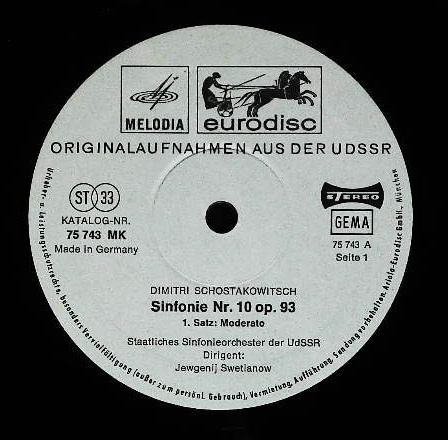 MELODIA
eurodisc
ORIGINALAUFNAHMEN AUS DER UDSSR
ST 33
KATALOG-NR.
75 743 MK
Made in Germany
STEREO
GEMA
75 743 A
Seite 1
DIMITRI SCHOSTAKOWITSCH
Sinfonie Nr. 10 op. 93
1. Satz: Moderato
Staatliches Sinfonieorchester der UdSSR
Dirigent:
Jewgenij Swetlanow
Urheber- u. Leistungsschutzrechte, besonders Vervielfältigung (außer zum persönl. Gebrauch), Vermietung, Aufführung, Sendung vorbehalten. Ariola-Eurodisc GmbH., München